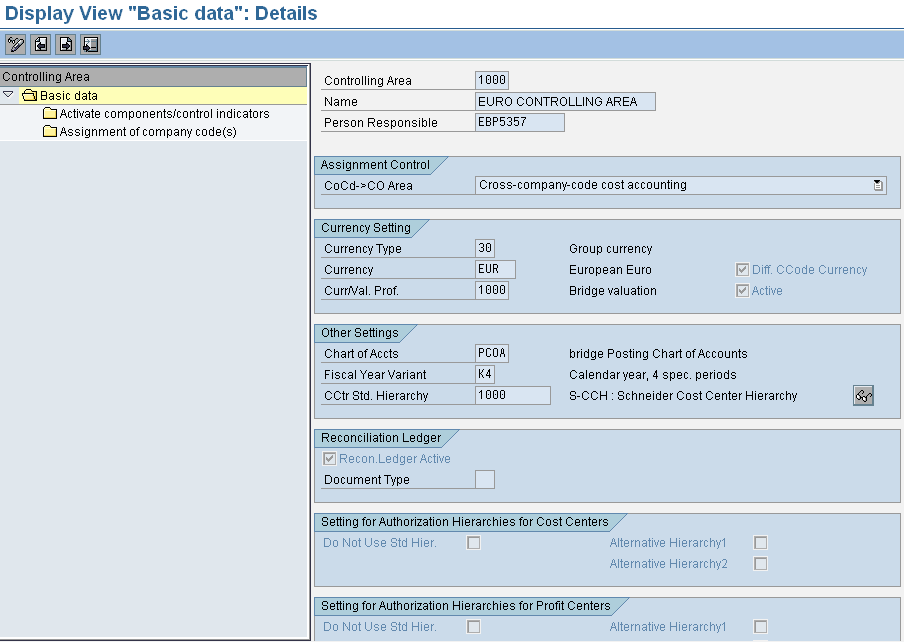 Display View "Basic data": Details
Controlling Area
Basic data
Activate components/control indicators
Assignment of company code(s)
Controlling Area 1000
Name EURO CONTROLLING AREA
Person Responsible EBP5357
Assignment Control
CoCd->CO Area Cross-company-code cost accounting
Currency Setting
Currency Type 30 Group currency
Currency EUR European Euro Diff. CCode Currency
Curr/Val. Prof. 1000 Bridge valuation Active
Other Settings
Chart of Accts PCOA bridge Posting Chart of Accounts
Fiscal Year Variant K4 Calendar year, 4 spec. periods
CCtr Std. Hierarchy 1000 S-CCH : Schneider Cost Center Hierarchy
Reconciliation Ledger
Recon.Ledger Active
Document Type
Setting for Authorization Hierarchies for Cost Centers
Do Not Use Std Hier. Alternative Hierarchy1
Alternative Hierarchy2
Setting for Authorization Hierarchies for Profit Centers
Do Not Use Std Hier. Alternative Hierarchy1